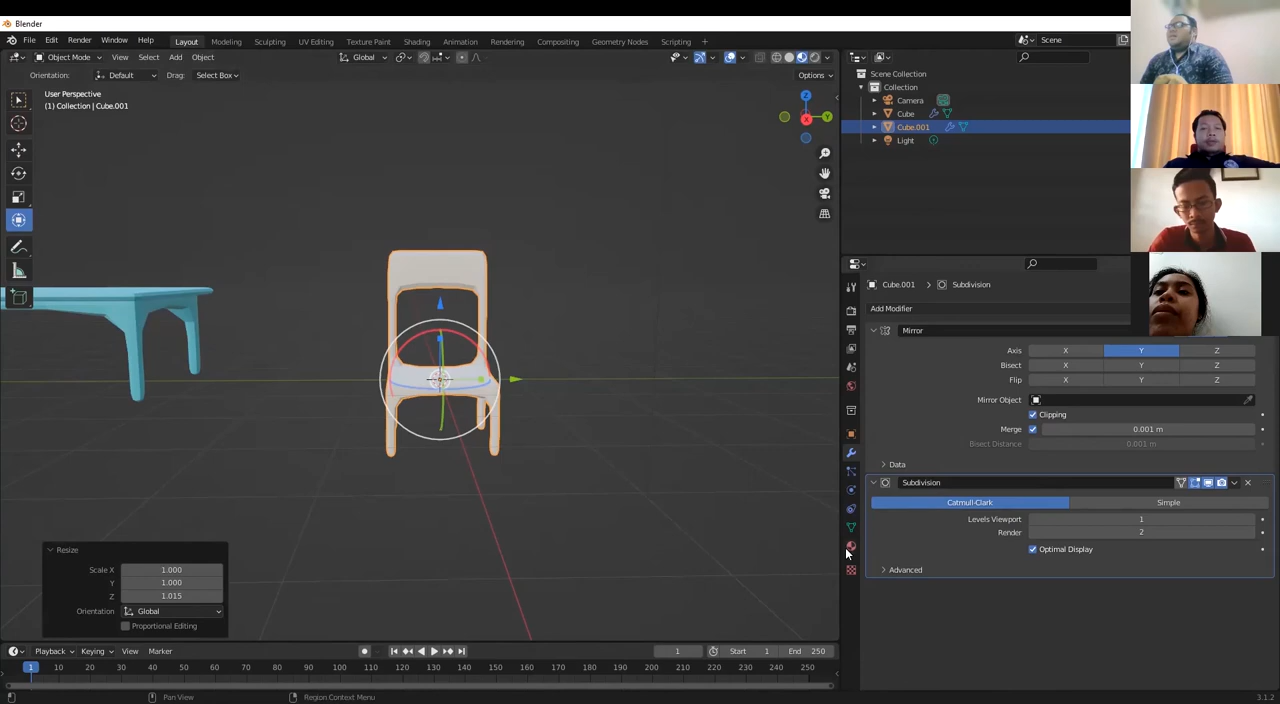 Blender
File Edit Render Window Help Layout Modeling Sculpting UV Editing Texture Paint Shading Animation Rendering Compositing Geometry Nodes Scripting + Scene
Object Mode View Select Add Object Global
Orientation: Default Drag: Select Box Options
User Perspective
(1) Collection | Cube.001
Z
Y
X
Scene Collection
Collection
Camera
Cube
Cube.001
Light
Cube.001 > Subdivision
Add Modifier
Mirror
Axis X Y Z
Bisect X Y Z
Flip X Y Z
Mirror Object
Clipping
Merge 0.001 m
Bisect Distance 0.001 m
Data
Subdivision
Catmull-Clark Simple
Levels Viewport 1
Render 2
Optimal Display
Advanced
Resize
Scale X 1.000
Y 1.000
Z 1.015
Orientation Global
Proportional Editing
Playback Keying View Marker 1 Start 1 End 250
1 10 20 30 40 50 60 70 80 90 100 110 120 130 140 150 160 170 180 190 200 210 220 230 240 250
Pan View Region Context Menu 3.1.2